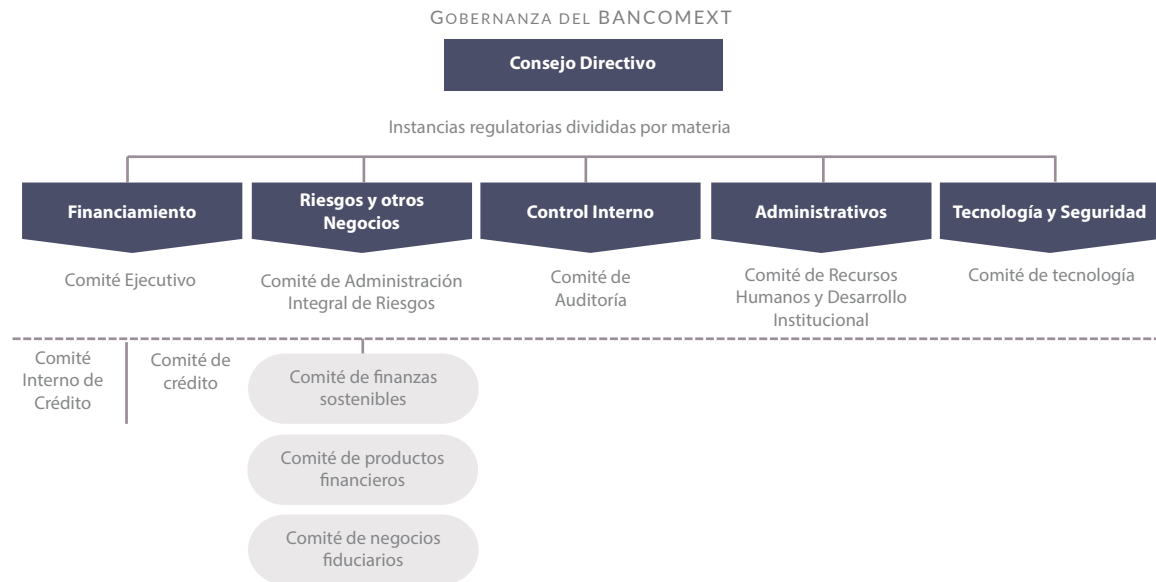 GOBERNANZA DEL BANCOMEXT
Consejo Directivo
Instancias regulatorias divididas por materia
Financiamiento
Riesgos y otros
Negocios
Control Interno
Administrativos
Tecnología y Seguridad
Comité Ejecutivo
Comité de Administración
Integral de Riesgos
Comité de
Auditoría
Comité de Recursos
Humanos y Desarrollo
Institucional
Comité de tecnología
Comité
Interno de
Crédito
Comité de
crédito
Comité de finanzas
sostenibles
Comité de productos
financieros
Comité de negocios
fiduciarios